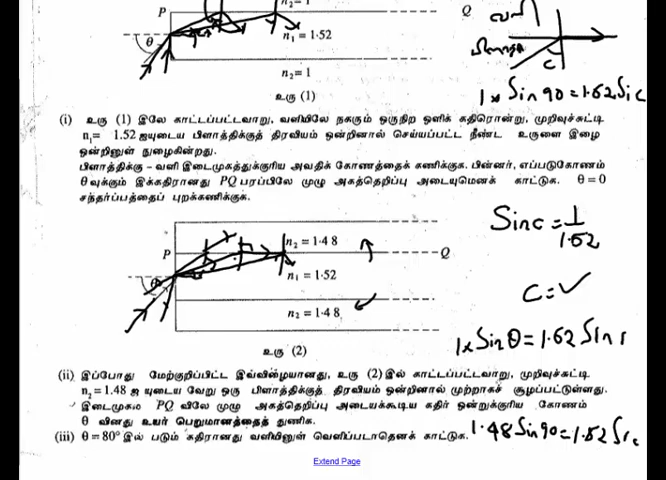 n₂ = 1
P
Q
θ
n₁ = 1.52
n₂ = 1
வளி
C
உரு (1)
1 × Sin 90 = 1.52 Sin c
(i) உரு (1) இலே காட்டப்பட்டவாறு, வளியிலே நகரும் ஒருநிற ஒளிக் கதிரொன்று, முறிவுச்சுட்டி
n₁= 1.52 ஐயுடைய பிளாத்திக்குத் திரவியம் ஒன்றினால் செய்யப்பட்ட நீண்ட உருளை இழை
ஒன்றினுள் நுழைகின்றது.
பிளாத்திக்கு - வளி இடைமுகத்துக்குரிய அவதிக் கோணத்தைக் கணிக்குக. பின்னர், எப்படுகோணம்
θ வுக்கும் இக்கதிரானது PQ பரப்பிலே முழு அகத்தெறிப்பு அடையுமெனக் காட்டுக. θ = 0
சந்தர்ப்பத்தைப் புறக்கணிக்குக.
Sin c = 1/1.52
n₂ = 1.48
P
Q
θ
n₁ = 1.52
n₂ = 1.48
C = ✓
1 × Sin θ = 1.52 Sin r
உரு (2)
(ii) இப்போது மேற்குறிப்பிட்ட இவ்விழையானது, உரு (2) இல் காட்டப்பட்டவாறு, முறிவுச்சுட்டி
n₂ = 1.48 ஐ யுடைய வேறு ஒரு பிளாத்திக்குத் திரவியம் ஒன்றினால் முற்றாகச் சூழப்பட்டுள்ளது.
இடைமுகம் PQ விலே முழு அகத்தெறிப்பு அடையக்கூடிய கதிர் ஒன்றுக்குரிய கோணம்
θ வினது உயர் பெறுமானத்தைத் துணிக.
(iii) θ = 80° இல் படும் கதிரானது வளியினுள் வெளிப்படாதெனக் காட்டுக.
1.48 Sin 90 = 1.52 Sin c
Extend Page